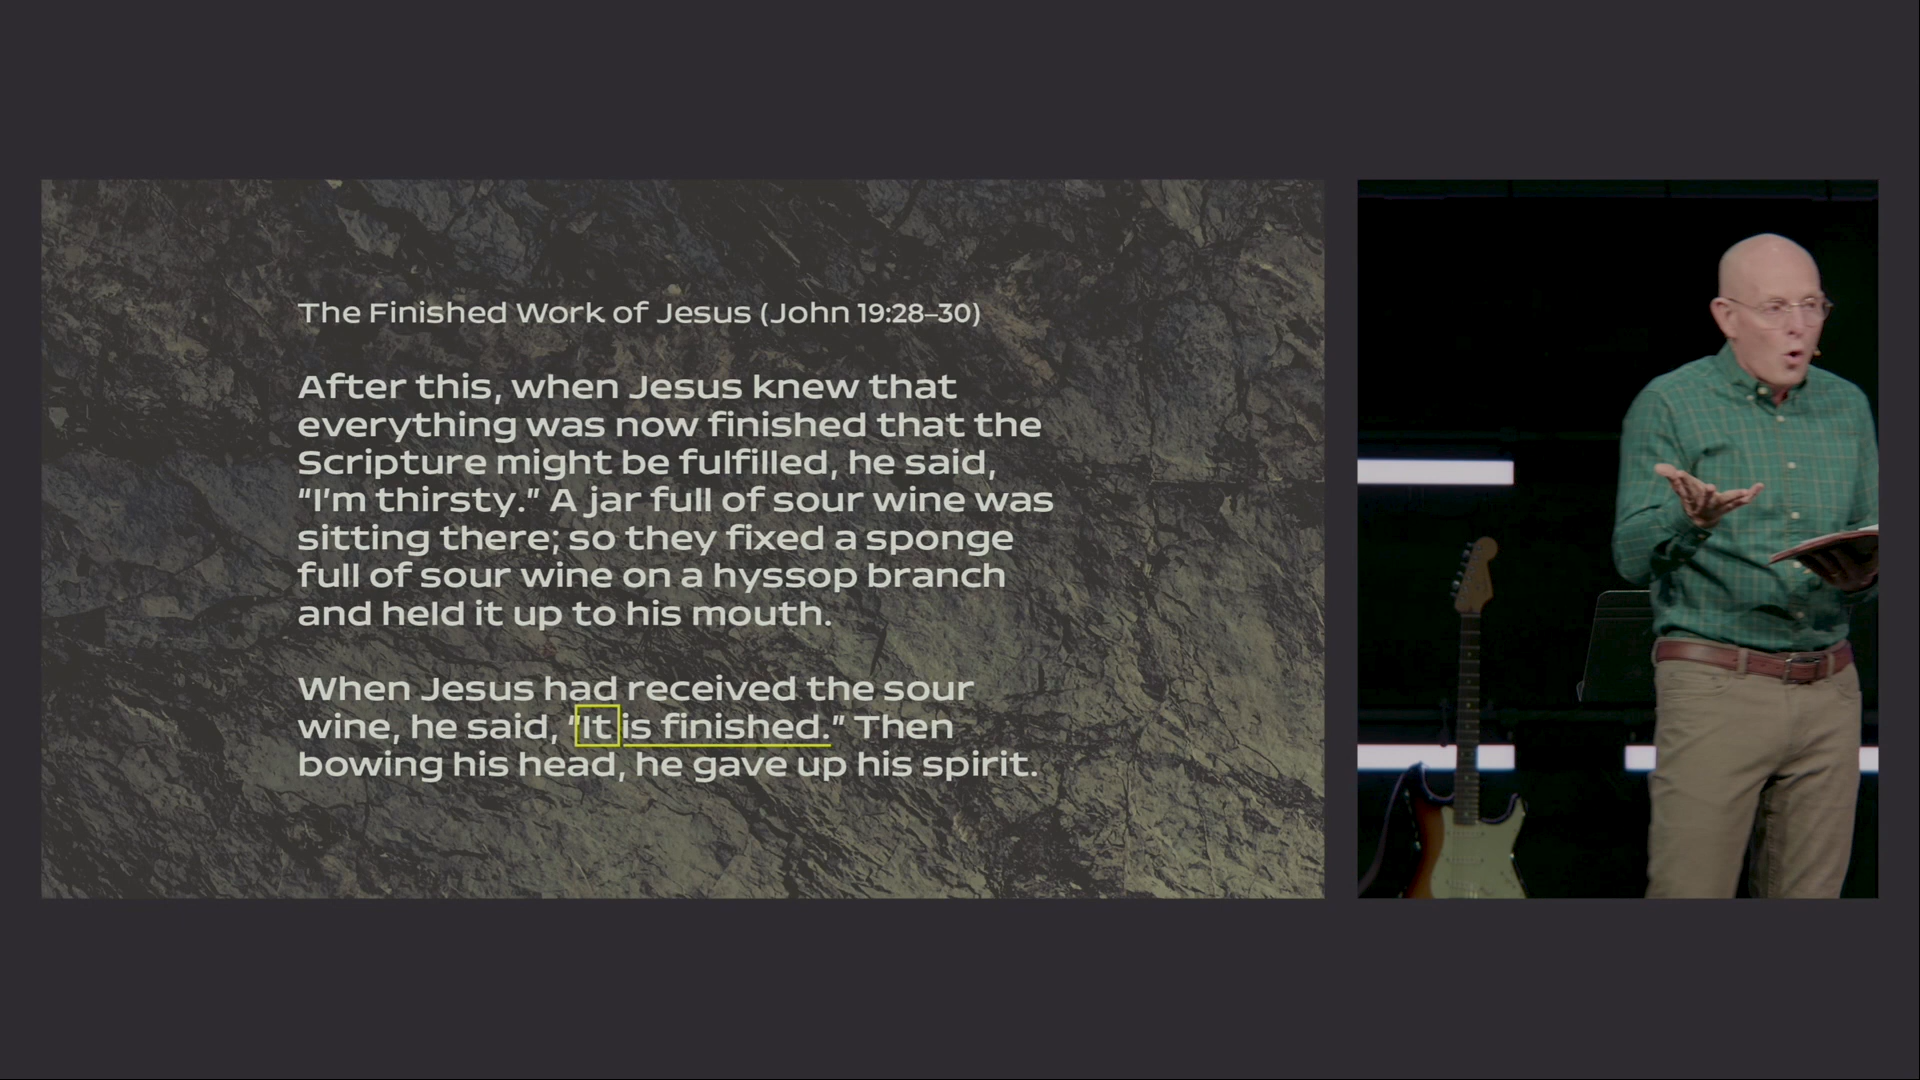 The Finished Work of Jesus (John 19:28–30)
After this, when Jesus knew that
everything was now finished that the
Scripture might be fulfilled, he said,
“I’m thirsty.” A jar full of sour wine was
sitting there; so they fixed a sponge
full of sour wine on a hyssop branch
and held it up to his mouth.
When Jesus had received the sour
wine, he said, “It is finished.” Then
bowing his head, he gave up his spirit.